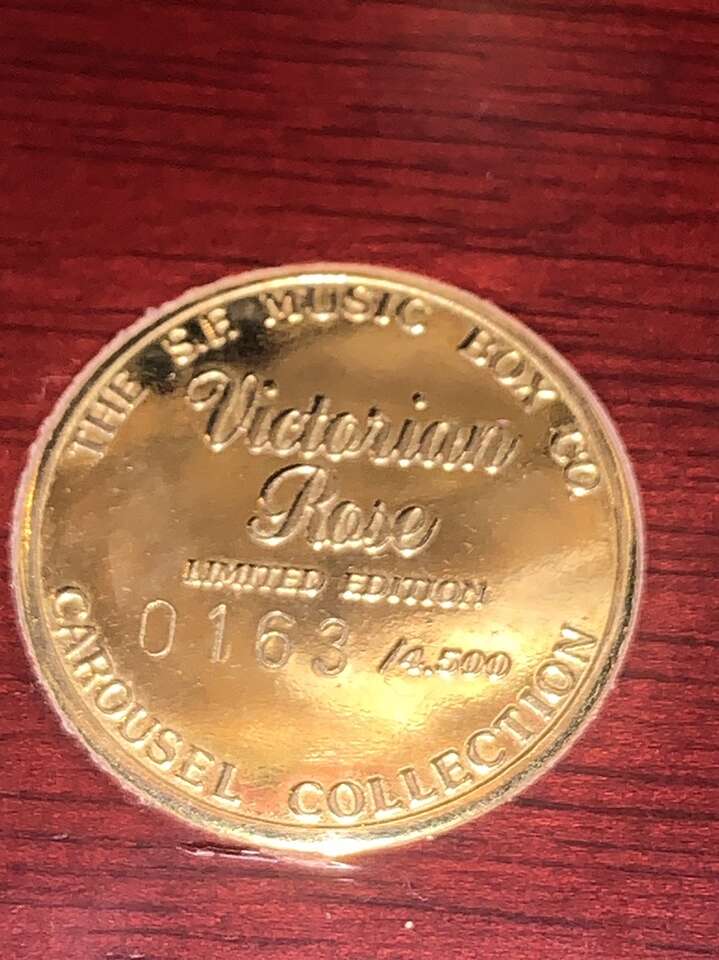 THE S.F. MUSIC BOX CO.
Victorian
Rose
LIMITED EDITION
0163 /4.500
CAROUSEL COLLECTION